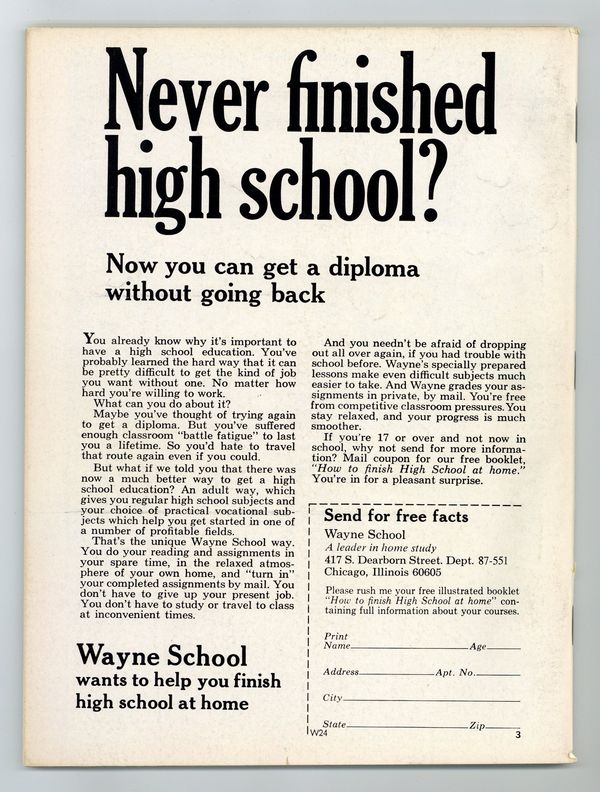 Never finished
high school?
Now you can get a diploma
without going back
You already know why it's important to
have a high school education. You've
probably learned the hard way that it can
be pretty difficult to get the kind of job
you want without one. No matter how
hard you're willing to work.
What can you do about it?
Maybe you've thought of trying again
to get a diploma. But you've suffered
enough classroom "battle fatigue" to last
you a lifetime. So you'd hate to travel
that route again even if you could.
But what if we told you that there was
now a much better way to get a high
school education? An adult way, which
gives you regular high school subjects and
your choice of practical vocational sub-
jects which help you get started in one of
a number of profitable fields.
That's the unique Wayne School way.
You do your reading and assignments in
your spare time, in the relaxed atmos-
phere of your own home, and "turn in"
your completed assignments by mail. You
don't have to give up your present job.
You don't have to study or travel to class
at inconvenient times.
Wayne School
wants to help you finish
high school at home
And you needn't be afraid of dropping
out all over again, if you had trouble with
school before. Wayne's specially prepared
lessons make even difficult subjects much
easier to take. And Wayne grades your as-
signments in private, by mail. You're free
from competitive classroom pressures. You
stay relaxed, and your progress is much
smoother.
If you're 17 or over and not now in
school, why not send for more informa-
tion? Mail coupon for our free booklet,
"How to finish High School at home."
You're in for a pleasant surprise.
Send for free facts
Wayne School
A leader in home study
417 S. Dearborn Street. Dept. 87-551
Chicago, Illinois 60605
Please rush me your free illustrated booklet
"How to finish High School at home" con-
taining full information about your courses.
Print
Name Age
Address Apt. No.
City
State Zip
W24 3